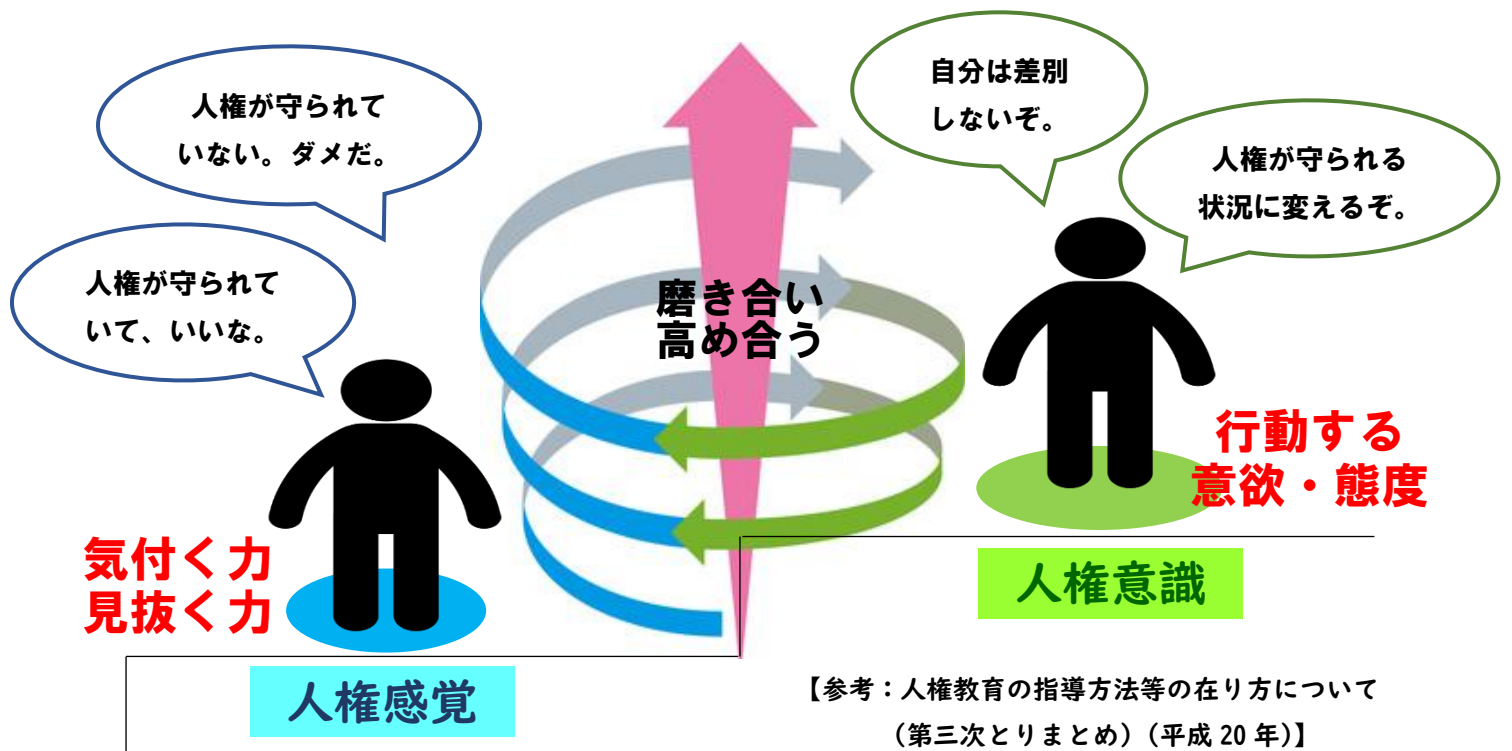 人権が守られて
いない。ダメだ。
人権が守られて
いて、いいな。
自分は差別
しないぞ。
人権が守られる
状況に変えるぞ。
磨き合い
高め合う
気付く力
見抜く力
行動する
意欲・態度
人権感覚
人権意識
【参考：人権教育の指導方法等の在り方について
（第三次とりまとめ）（平成 20 年）】